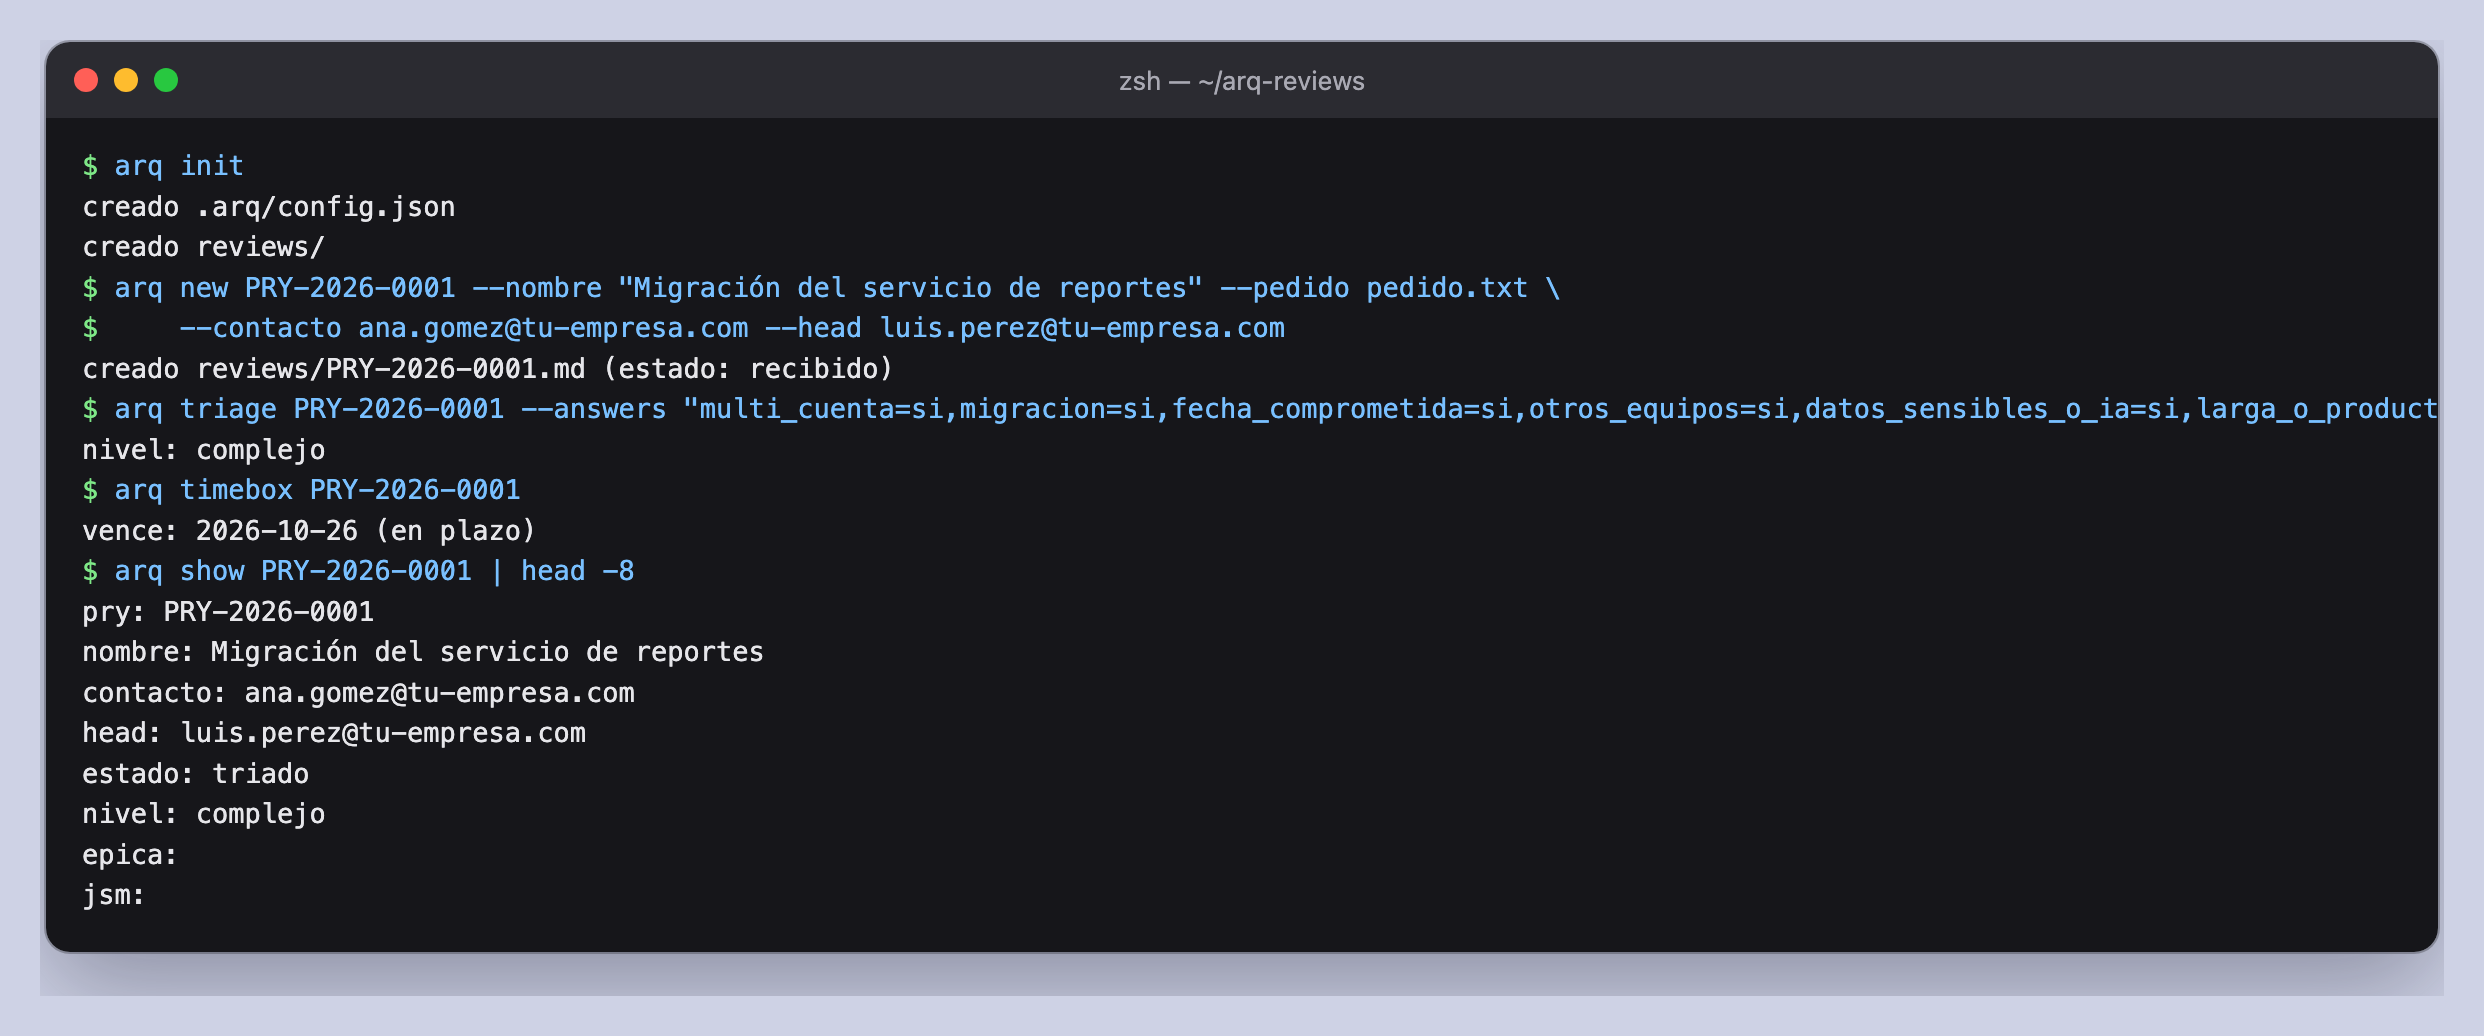 zsh — ~/arq-reviews
$ arq init
creado .arq/config.json
creado reviews/
$ arq new PRY-2026-0001 --nombre "Migración del servicio de reportes" --pedido pedido.txt \
$     --contacto ana.gomez@tu-empresa.com --head luis.perez@tu-empresa.com
creado reviews/PRY-2026-0001.md (estado: recibido)
$ arq triage PRY-2026-0001 --answers "multi_cuenta=si,migracion=si,fecha_comprometida=si,otros_equipos=si,datos_sensibles_o_ia=si,larga_o_product
nivel: complejo
$ arq timebox PRY-2026-0001
vence: 2026-10-26 (en plazo)
$ arq show PRY-2026-0001 | head -8
pry: PRY-2026-0001
nombre: Migración del servicio de reportes
contacto: ana.gomez@tu-empresa.com
head: luis.perez@tu-empresa.com
estado: triado
nivel: complejo
epica:
jsm: